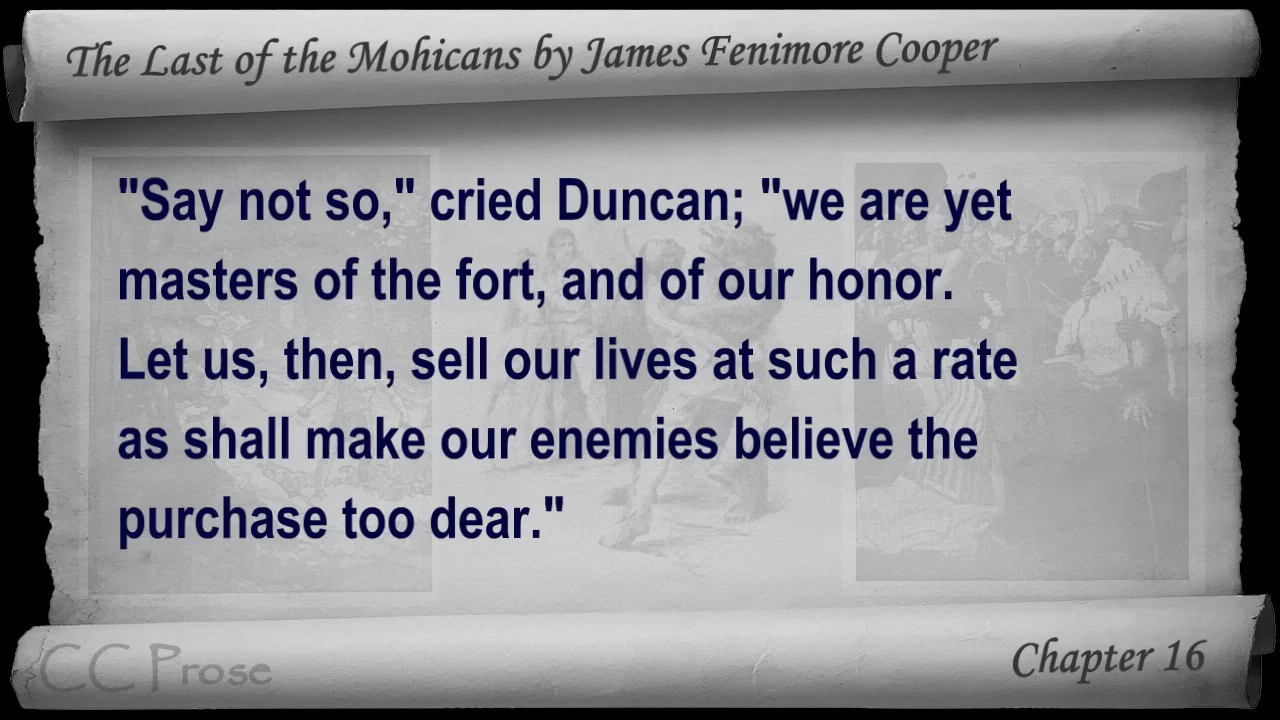 The Last of the Mohicans by James Fenimore Cooper
"Say not so," cried Duncan; "we are yet
masters of the fort, and of our honor.
Let us, then, sell our lives at such a rate
as shall make our enemies believe the
purchase too dear."
CC Prose
Chapter 16